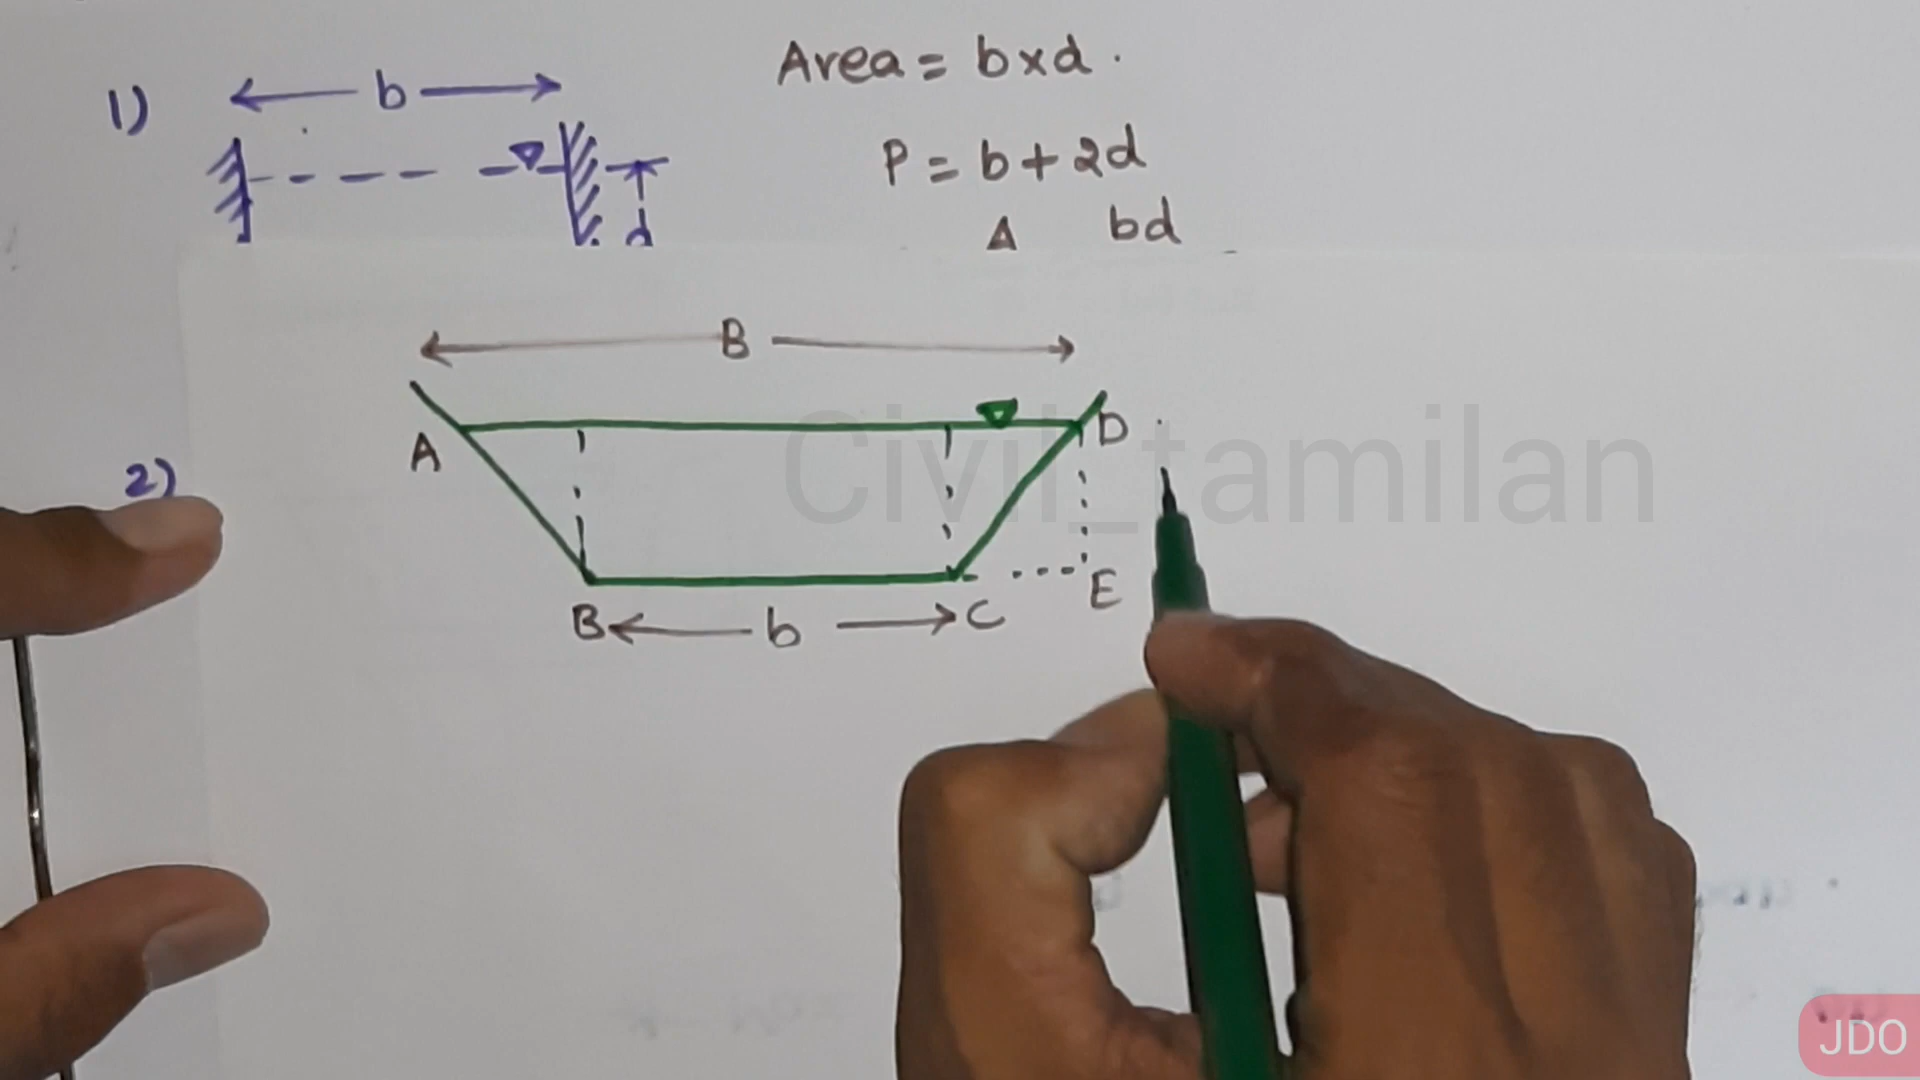 1) b Area = b×d.
P = b+2d
d A bd
B
A D
Civil_tamilan
2)
E
B b C
JDO